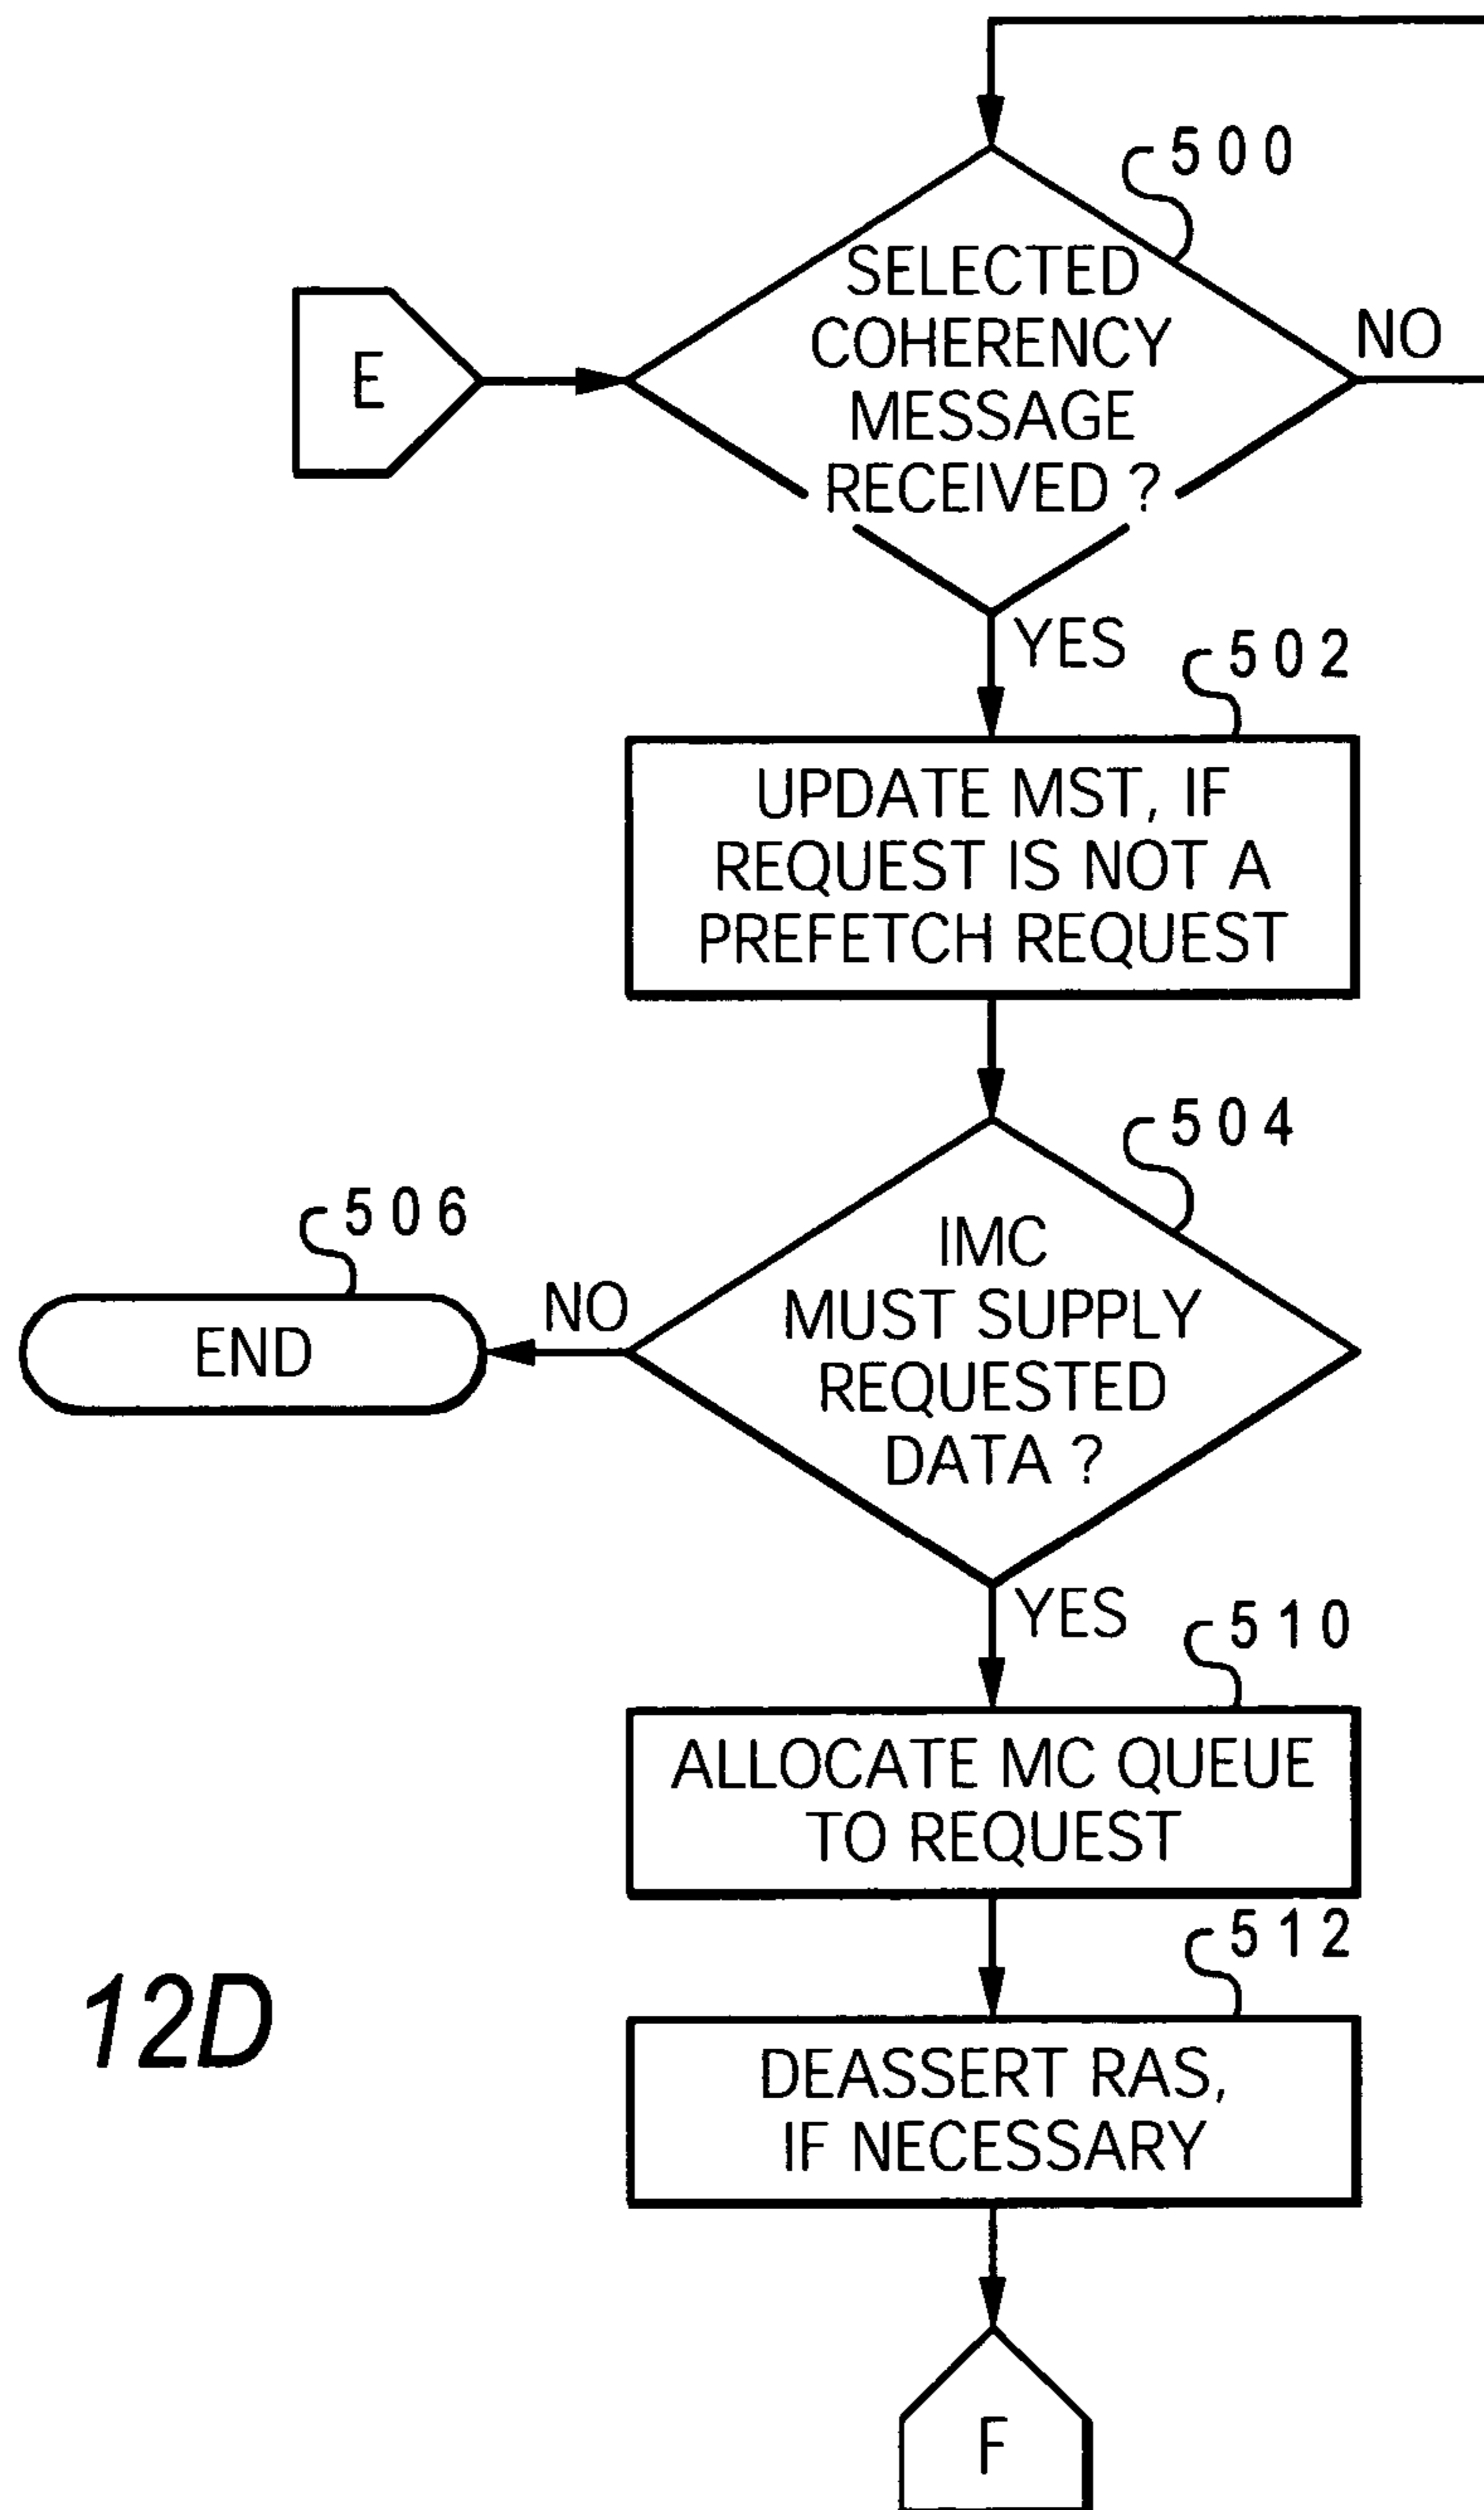 500
SELECTED
COHERENCY
MESSAGE
RECEIVED ?
NO
E
YES
502
UPDATE MST, IF
REQUEST IS NOT A
PREFETCH REQUEST
504
IMC
MUST SUPPLY
REQUESTED
DATA ?
506
NO
END
YES
510
ALLOCATE MC QUEUE
TO REQUEST
512
DEASSERT RAS,
IF NECESSARY
12D
F